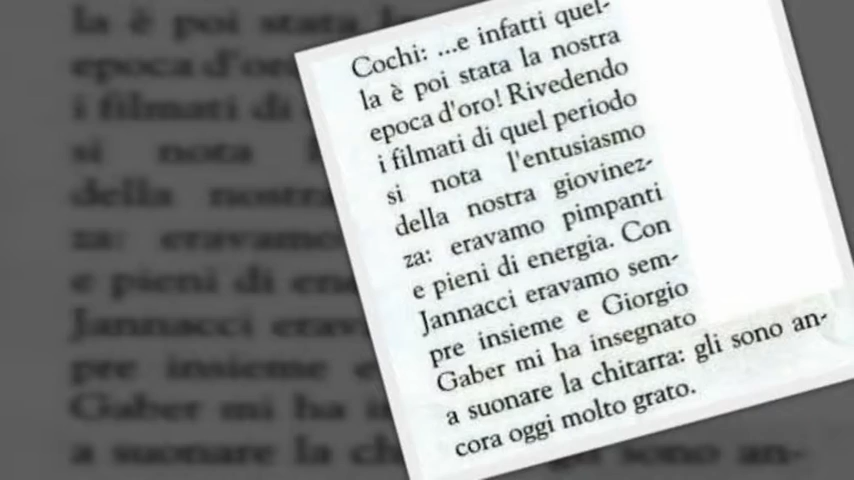 Cochi: ...e infatti quel-
la è poi stata la nostra
epoca d'oro! Rivedendo
i filmati di quel periodo
si nota l'entusiasmo
della nostra giovinez-
za: eravamo pimpanti
e pieni di energia. Con
Jannacci eravamo sem-
pre insieme e Giorgio
Gaber mi ha insegnato
a suonare la chitarra: gli sono an-
cora oggi molto grato.